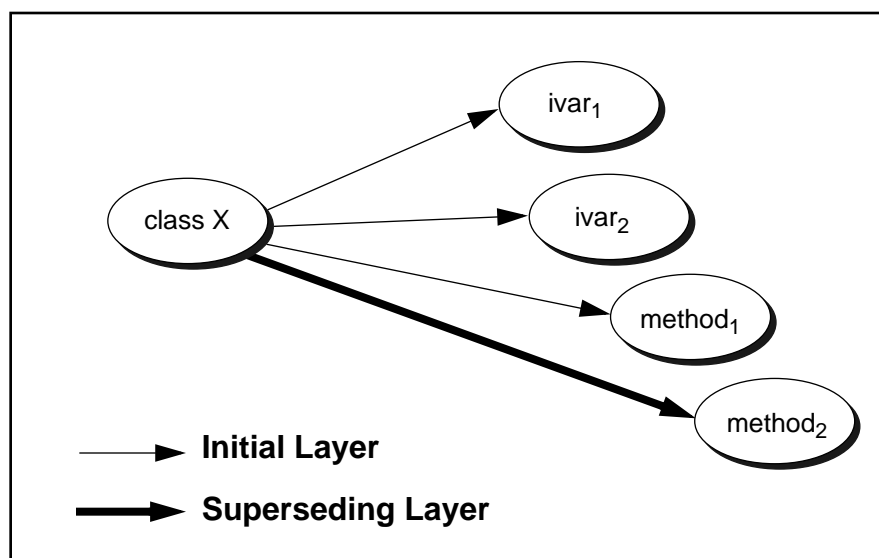 ivar1
class X
ivar2
method1
method2
Initial Layer
Superseding Layer